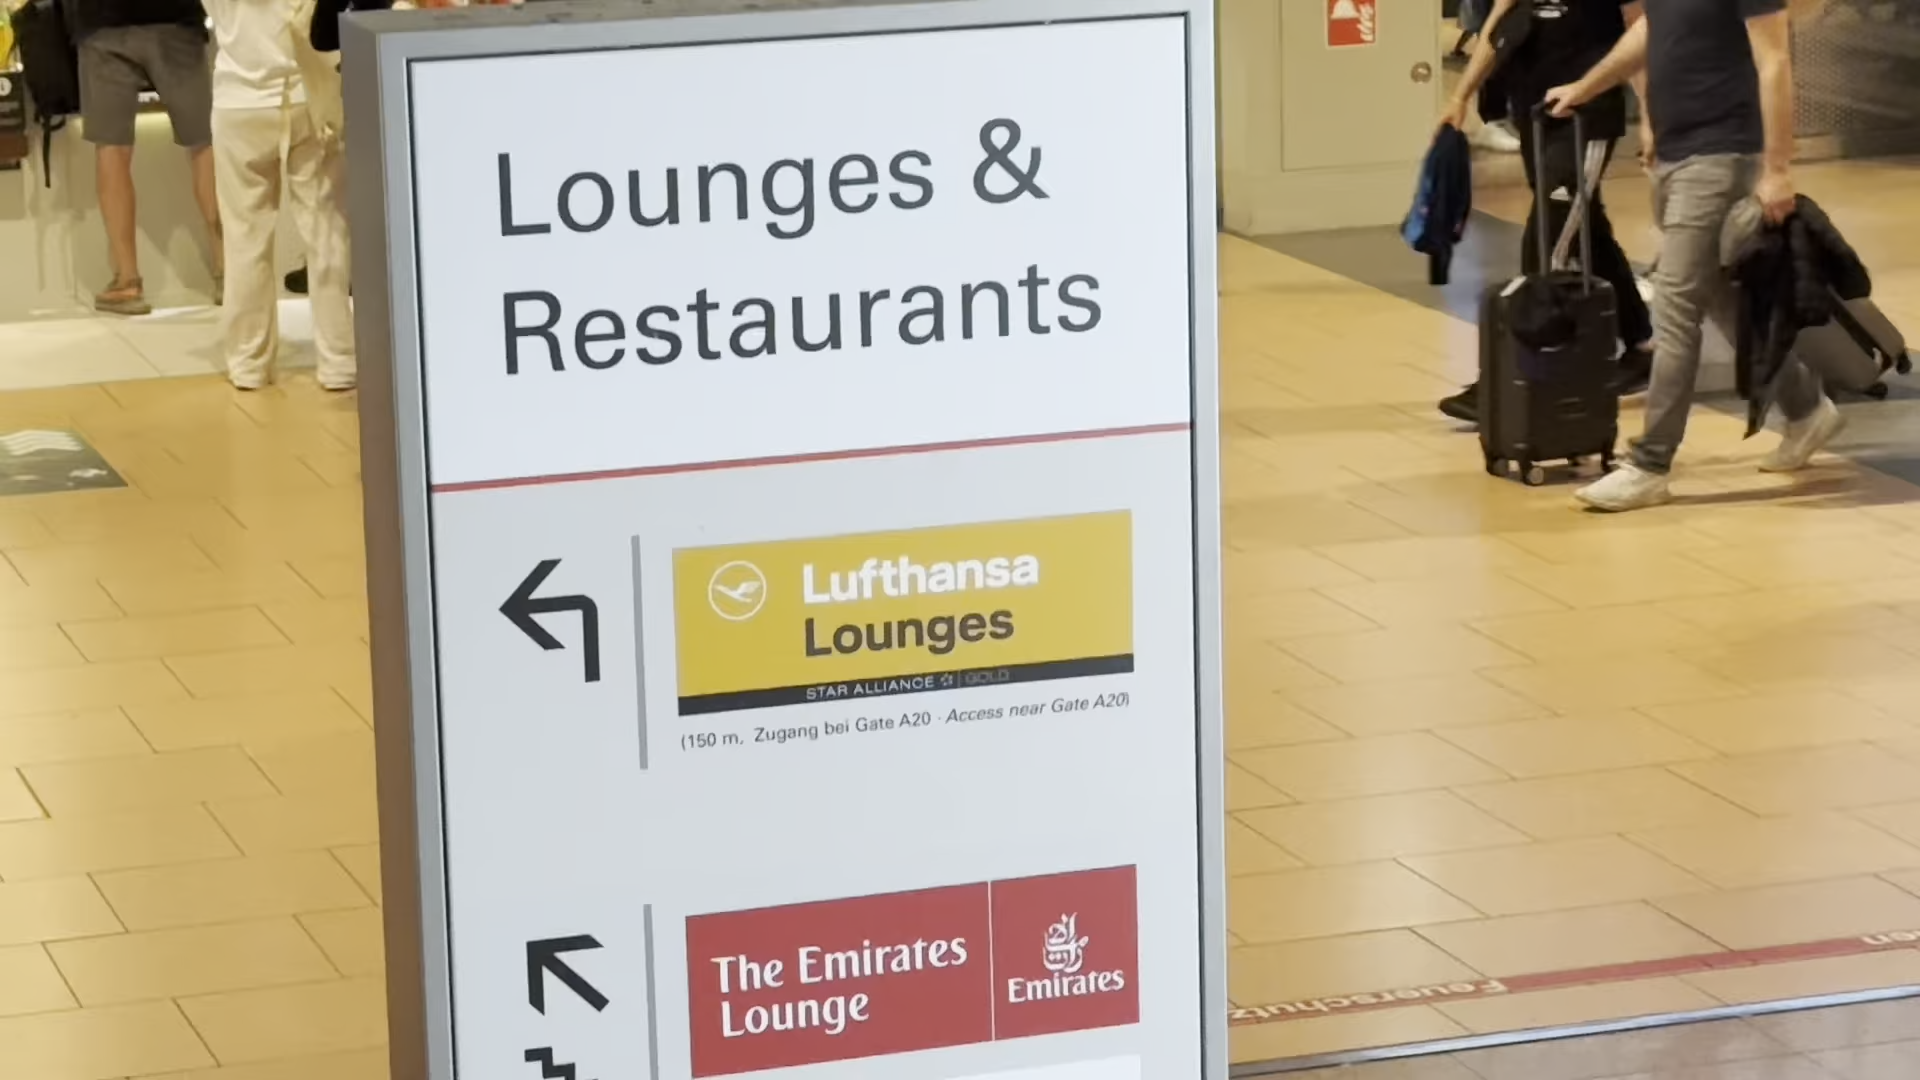 Lounges &
Restaurants
Lufthansa
Lounges
STAR ALLIANCE GOLD
(150 m, Zugang bei Gate A20 · Access near Gate A20)
The Emirates
Lounge
Emirates
Feuerschutz